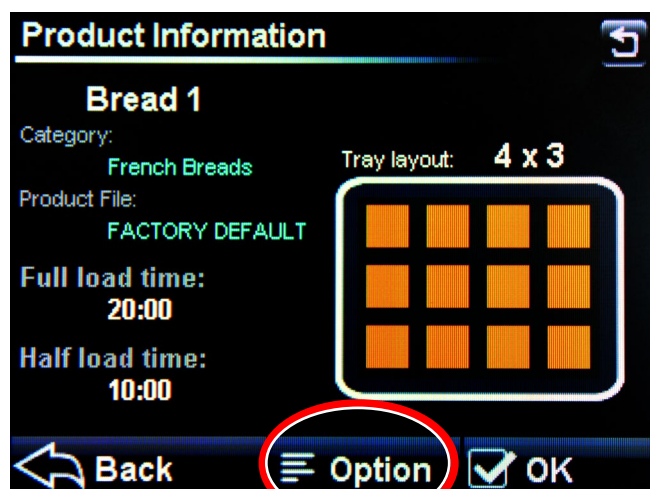 Product Information
Bread 1
Category:
French Breads
Product File:
FACTORY DEFAULT
Full load time:
20:00
Half load time:
10:00
Tray layout: 4 x 3
Back
Option
OK